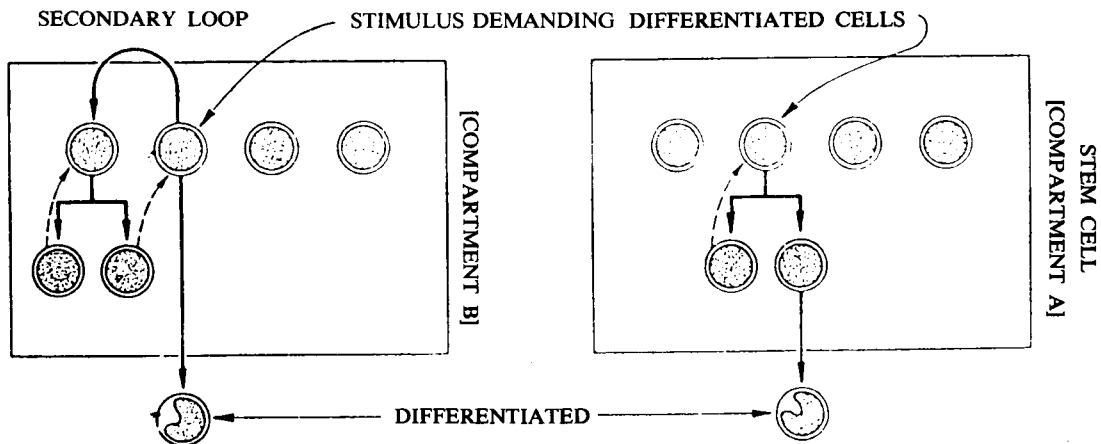 SECONDARY LOOP
STIMULUS DEMANDING DIFFERENTIATED CELLS
[COMPARTMENT B]
STEM CELL
[COMPARTMENT A]
DIFFERENTIATED